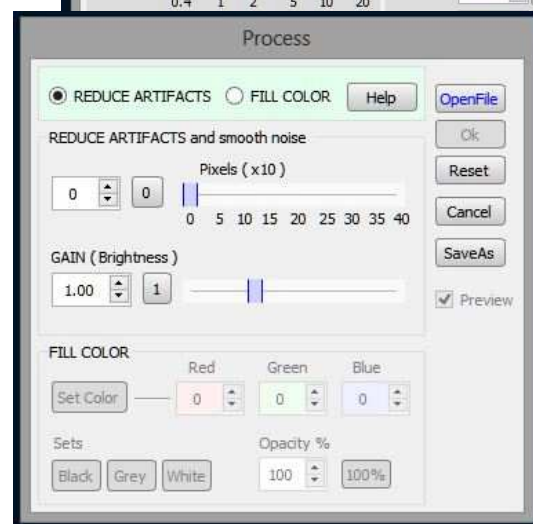 0.4 1 2 5 10 20
Process
REDUCE ARTIFACTS FILL COLOR Help
OpenFile
REDUCE ARTIFACTS and smooth noise
Ok
Pixels ( x10 )
Reset
0 0
0 5 10 15 20 25 30 35 40
Cancel
GAIN ( Brightness )
SaveAs
1.00 1
Preview
FILL COLOR
Red Green Blue
Set Color 0 0 0
Sets Opacity %
Black Grey White 100 100%